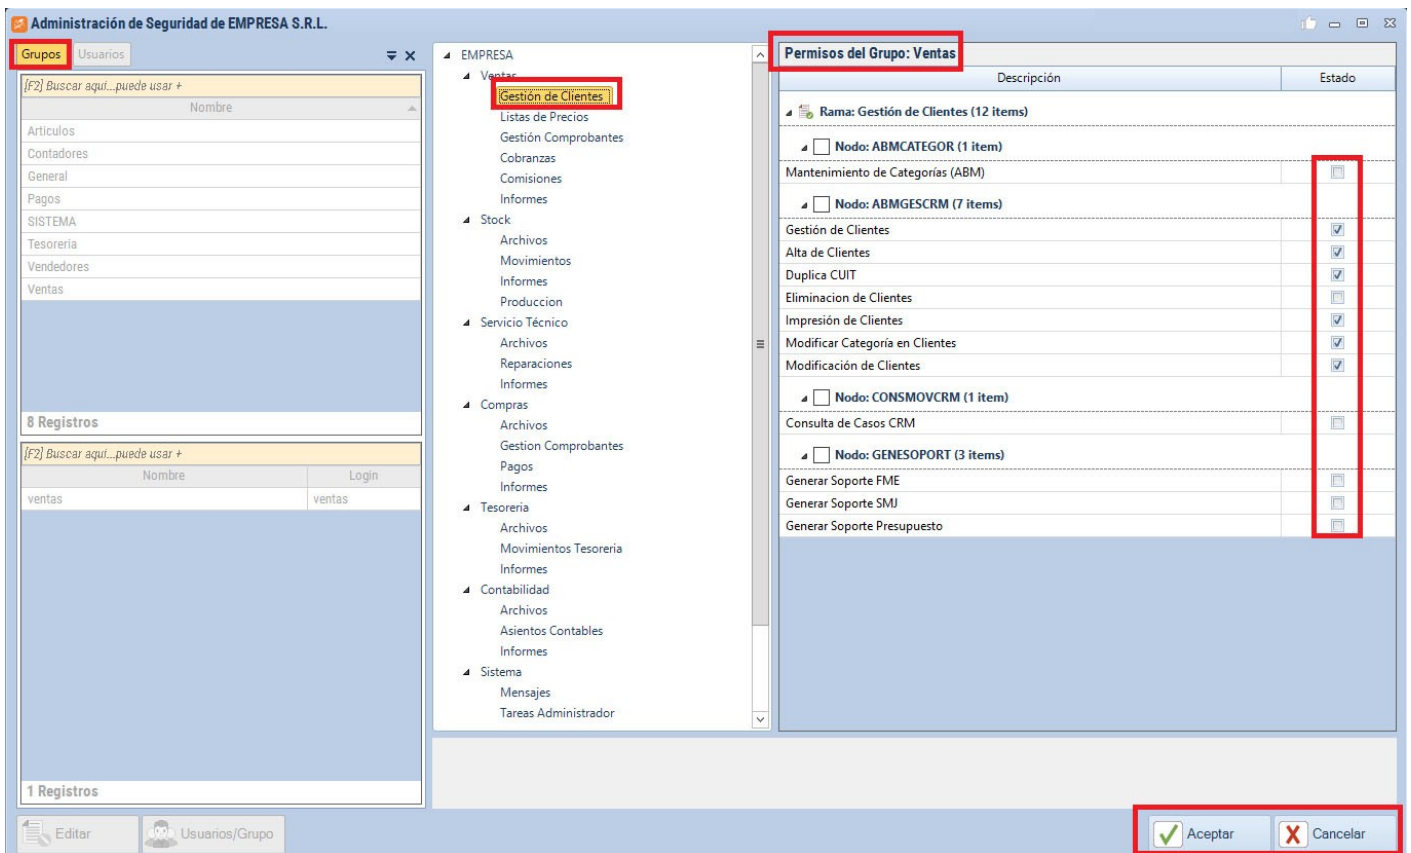 Administración de Seguridad de EMPRESA S.R.L.
Grupos
Usuarios
[F2] Buscar aquí...puede usar +
Nombre
Articulos
Contadores
General
Pagos
SISTEMA
Tesorería
Vendedores
Ventas
8 Registros
[F2] Buscar aquí...puede usar +
Nombre Login
ventas ventas
1 Registros
Editar
Usuarios/Grupo
EMPRESA
Ventas
Gestión de Clientes
Listas de Precios
Gestión Comprobantes
Cobranzas
Comisiones
Informes
Stock
Archivos
Movimientos
Informes
Produccion
Servicio Técnico
Archivos
Reparaciones
Informes
Compras
Archivos
Gestion Comprobantes
Pagos
Informes
Tesoreria
Archivos
Movimientos Tesoreria
Informes
Contabilidad
Archivos
Asientos Contables
Informes
Sistema
Mensajes
Tareas Administrador
Permisos del Grupo: Ventas
Descripción Estado
Rama: Gestión de Clientes (12 items)
Nodo: ABMCATEGOR (1 item)
Mantenimiento de Categorías (ABM)
Nodo: ABMGESCRM (7 items)
Gestión de Clientes
Alta de Clientes
Duplica CUIT
Eliminacion de Clientes
Impresión de Clientes
Modificar Categoría en Clientes
Modificación de Clientes
Nodo: CONSMOVCRM (1 item)
Consulta de Casos CRM
Nodo: GENESOPORT (3 items)
Generar Soporte FME
Generar Soporte SMJ
Generar Soporte Presupuesto
Aceptar
Cancelar